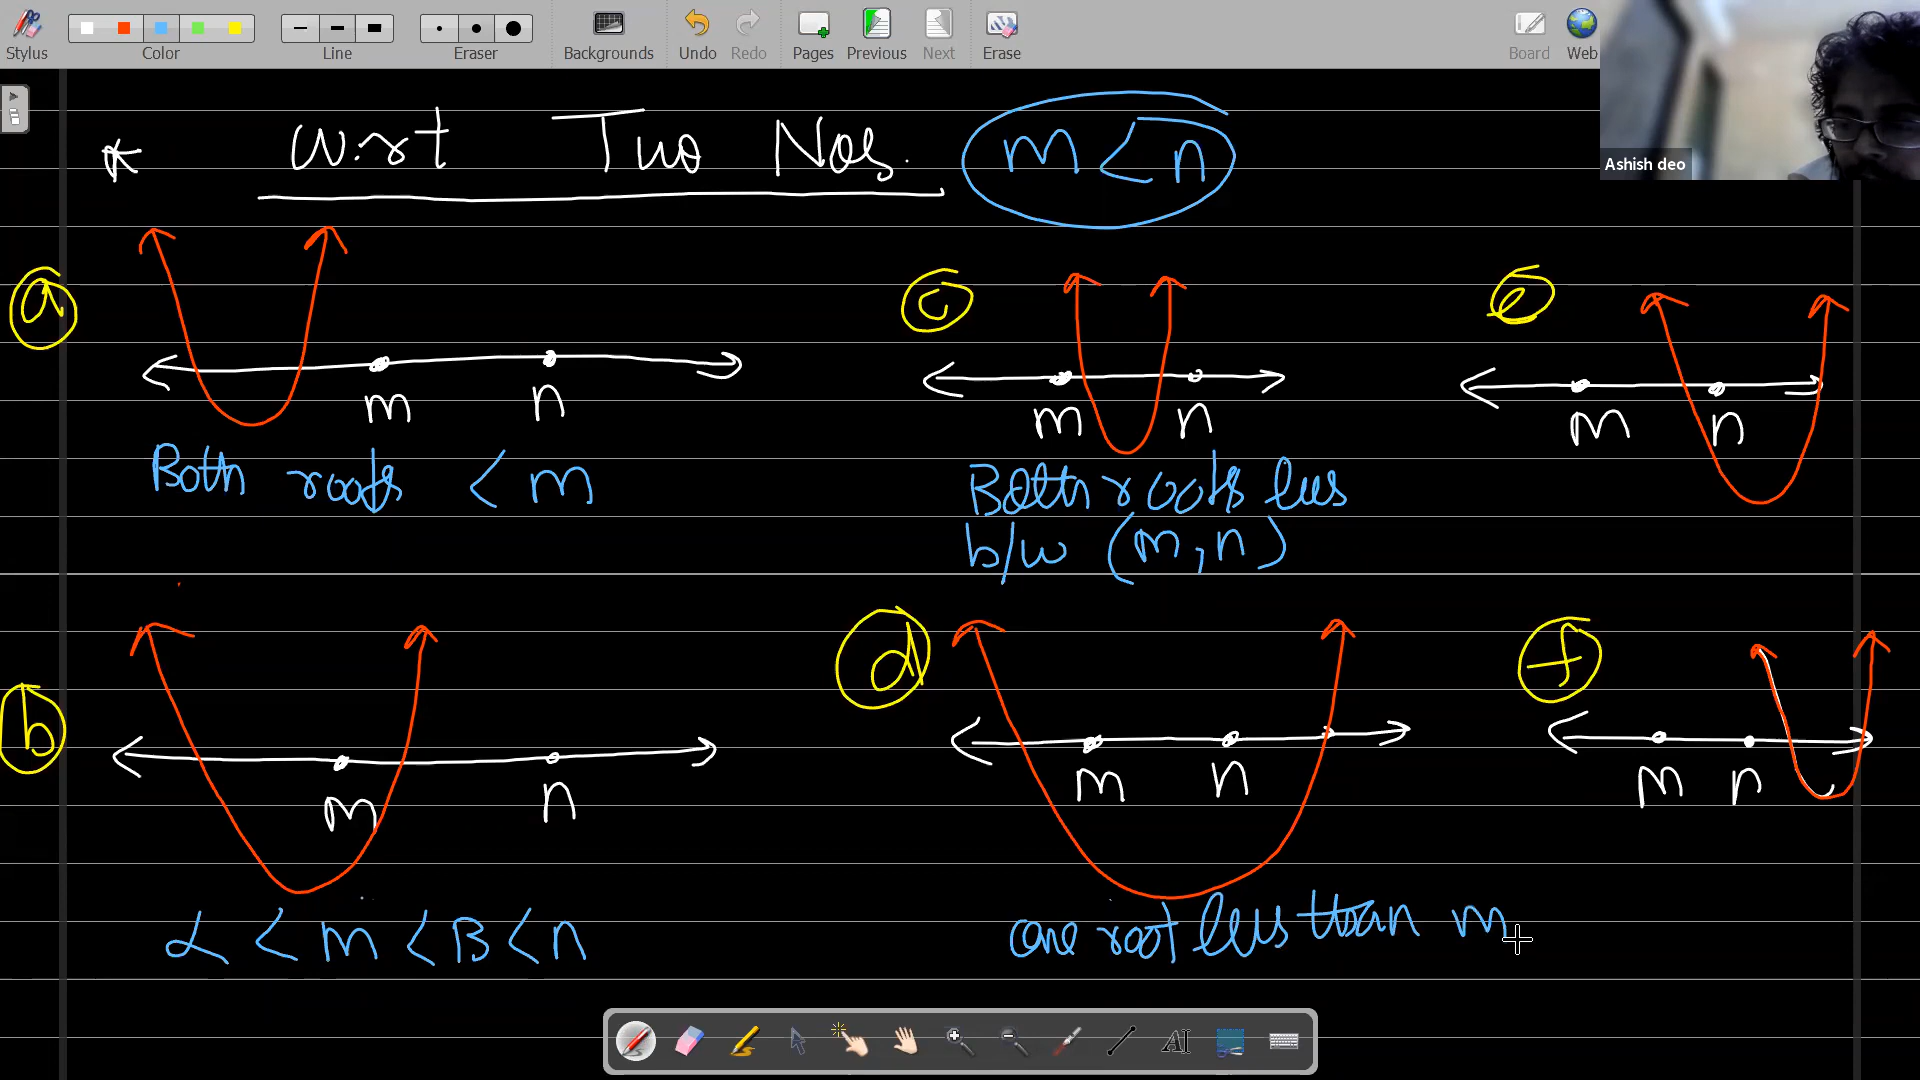 Stylus Color Line Eraser Backgrounds Undo Redo Pages Previous Next Erase Board Web
Ashish deo
* W.r.t Two Nos. m < n
a
c
e
m n
m n
m n
Both roots < m
Both roots lies
b/w (m,n)
b
d
f
m n
m n
m n
α < m < β < n
one root less than m